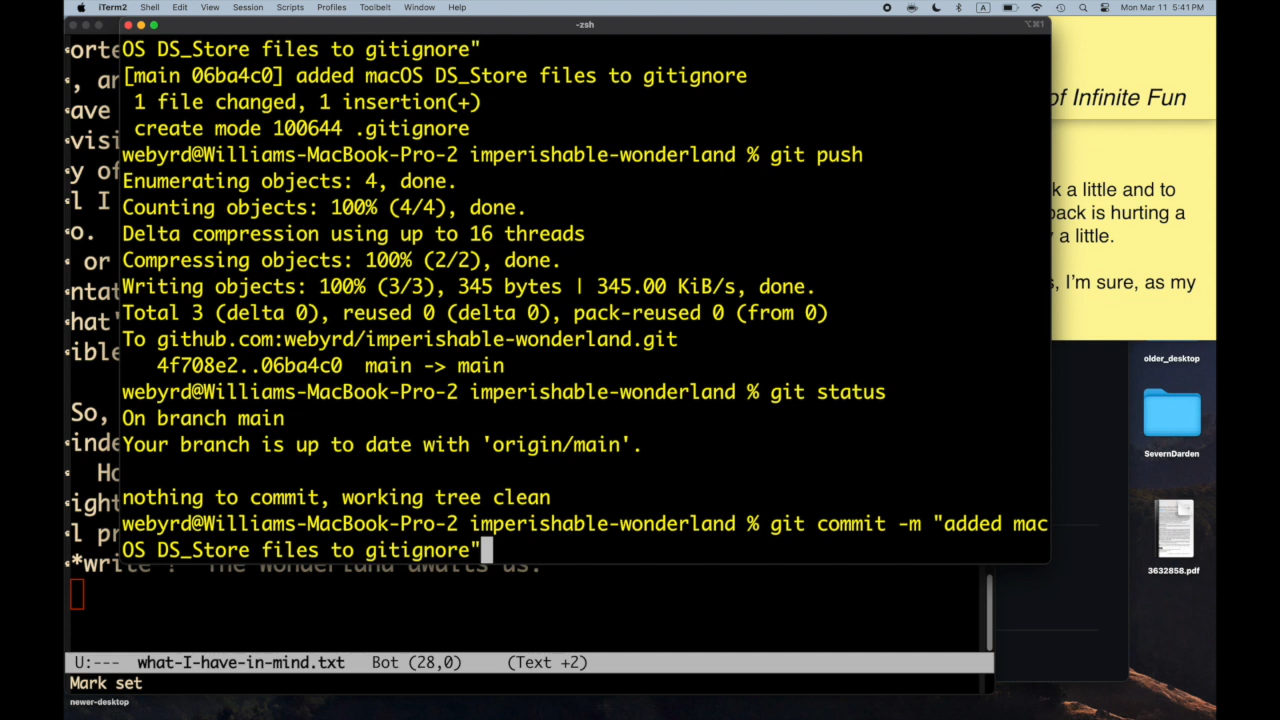 iTerm2 Shell Edit View Session Scripts Profiles Toolbelt Window Help A Mon Mar 11 5:41 PM
-zsh ⌥⌘1
OS DS_Store files to gitignore"
[main 06ba4c0] added macOS DS_Store files to gitignore
1 file changed, 1 insertion(+)
create mode 100644 .gitignore
webyrd@Williams-MacBook-Pro-2 imperishable-wonderland % git push
Enumerating objects: 4, done.
Counting objects: 100% (4/4), done.
Delta compression using up to 16 threads
Compressing objects: 100% (2/2), done.
Writing objects: 100% (3/3), 345 bytes | 345.00 KiB/s, done.
Total 3 (delta 0), reused 0 (delta 0), pack-reused 0 (from 0)
To github.com:webyrd/imperishable-wonderland.git
4f708e2..06ba4c0 main -> main
webyrd@Williams-MacBook-Pro-2 imperishable-wonderland % git status
On branch main
Your branch is up to date with 'origin/main'.
nothing to commit, working tree clean
webyrd@Williams-MacBook-Pro-2 imperishable-wonderland % git commit -m "added mac
OS DS_Store files to gitignore"
*write*! The Wonderland awaits us.
U:--- what-I-have-in-mind.txt Bot (28,0) (Text +2)
Mark set
newer-desktop
of Infinite Fun
k a little and to
back is hurting a
a little.
, I'm sure, as my
older_desktop
SevernDarden
3632858.pdf